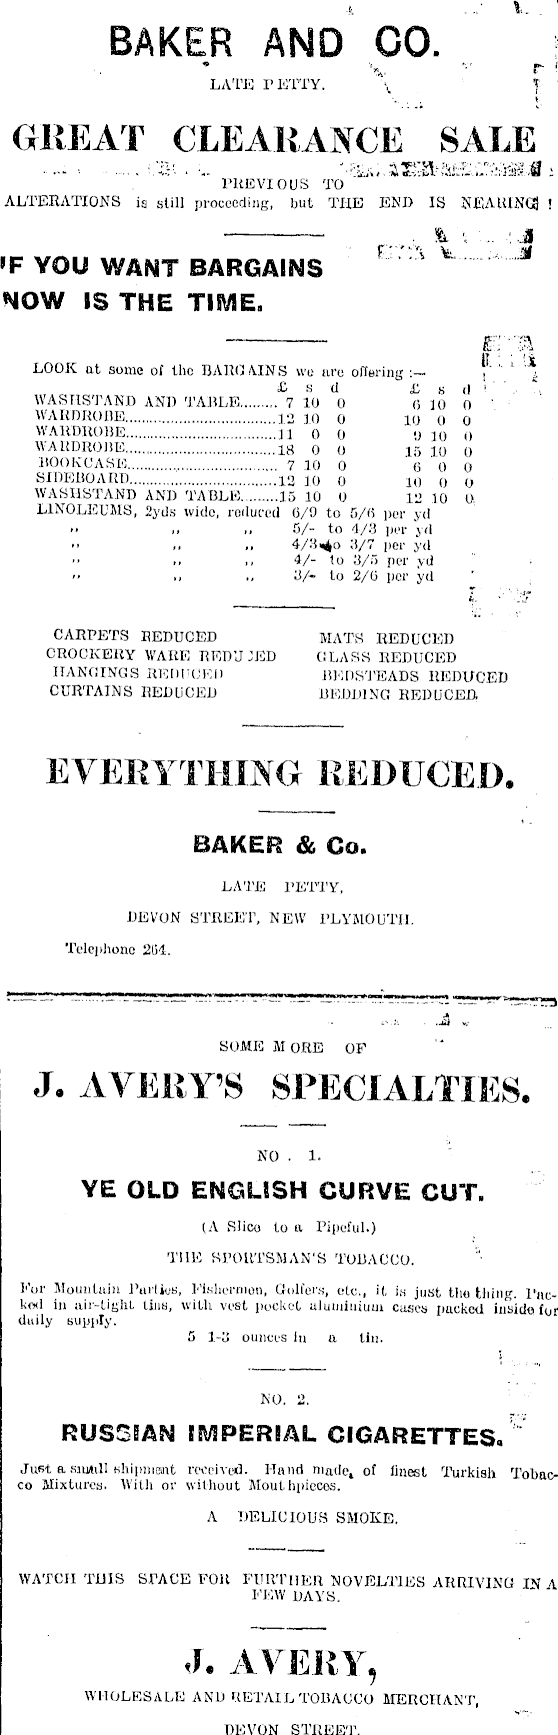 BAKER AND CO.
LATE PETTY.
GREAT CLEARANCE SALE
PREVIOUS TO
ALTERATIONS is still proceeding, but THE END IS NEARING !
IF YOU WANT BARGAINS
NOW IS THE TIME.
LOOK at some of the BARGAINS we are offering :—
£ s d £ s d
WASHSTAND AND TABLE........ 7 10 0 6 10 0
WARDROBE................................12 10 0 10 0 0
WARDROBE................................11 0 0 9 10 0
WARDROBE................................18 0 0 15 10 0
BOOKCASE................................ 7 10 0 6 0 0
SIDEBOARD...............................12 10 0 10 0 0
WASHSTAND AND TABLE........15 10 0 12 10 0
LINOLEUMS, 2yds wide, reduced 6/9 to 5/6 per yd
,, ,, ,, 5/- to 4/3 per yd
,, ,, ,, 4/3 to 3/7 per yd
,, ,, ,, 4/- to 3/5 per yd
,, ,, ,, 3/- to 2/6 per yd
CARPETS REDUCED MATS REDUCED
CROCKERY WARE REDUCED GLASS REDUCED
HANGINGS REDUCED BEDSTEADS REDUCED
CURTAINS REDUCED BEDDING REDUCED.
EVERYTHING REDUCED.
BAKER & Co.
LATE PETTY,
DEVON STREET, NEW PLYMOUTH.
Telephone 264.
SOME MORE OF
J. AVERY'S SPECIALTIES.
NO. 1.
YE OLD ENGLISH CURVE CUT.
(A Slice to a Pipeful.)
THE SPORTSMAN'S TOBACCO.
For Mountain Parties, Fishermen, Golfers, etc., it is just the thing. Pac-
ked in air-tight tins, with vest pocket aluminium cases packed inside for
daily supply.
5 1-3 ounces in a tin.
NO. 2.
RUSSIAN IMPERIAL CIGARETTES.
Just a small shipment received. Hand made, of finest Turkish Tobac-
co Mixtures. With or without Mouthpieces.
A DELICIOUS SMOKE.
WATCH THIS SPACE FOR FURTHER NOVELTIES ARRIVING IN A
FEW DAYS.
J. AVERY,
WHOLESALE AND RETAIL TOBACCO MERCHANT,
DEVON STREET.